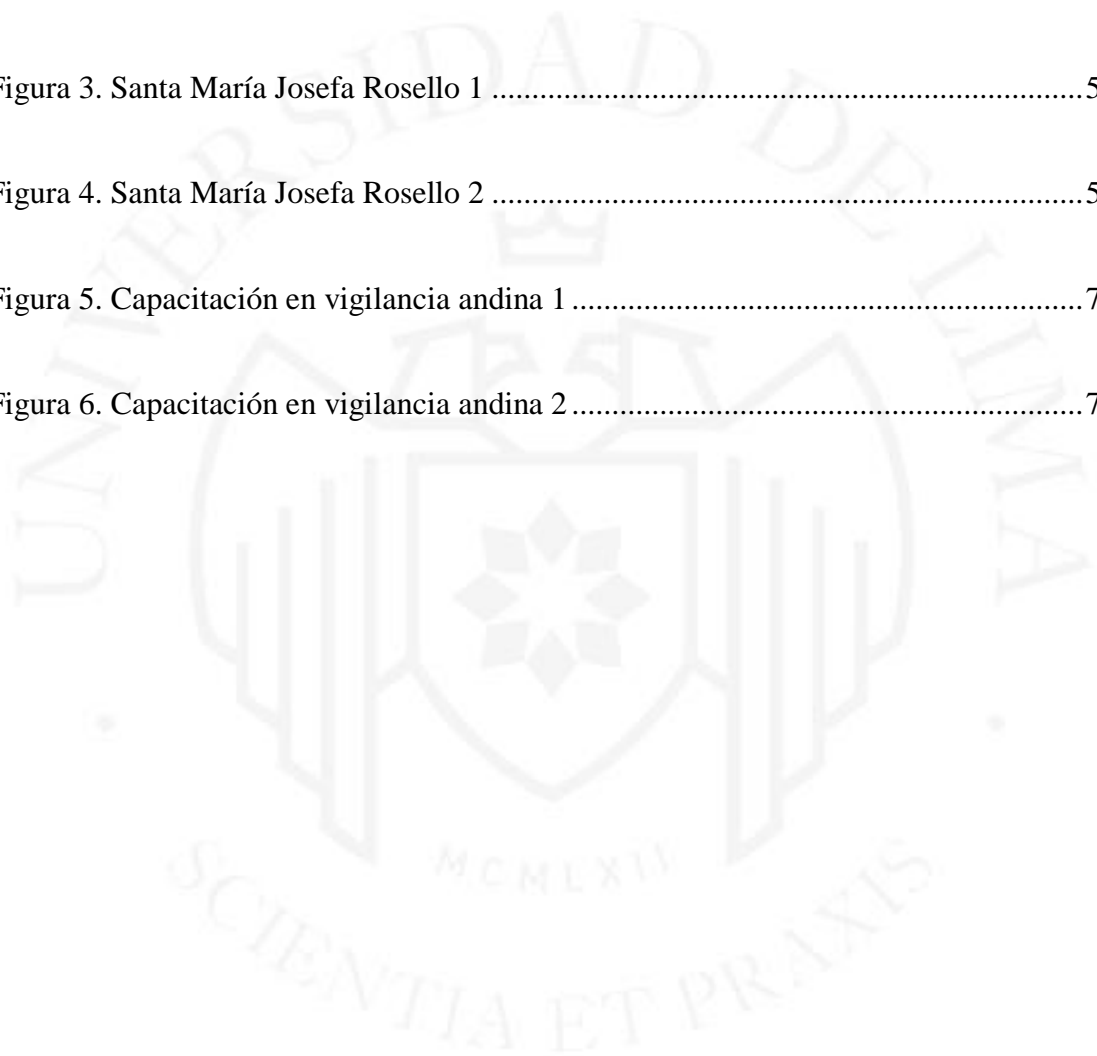 Figura 3. Santa María Josefa Rosello 1 ........................................................................ 5
Figura 4. Santa María Josefa Rosello 2 ........................................................................ 5
Figura 5. Capacitación en vigilancia andina 1 ............................................................... 7
Figura 6. Capacitación en vigilancia andina 2 ............................................................... 7
UNIVERSIDAD DE LIMA
MCMLXII
SCIENTIA ET PRAXIS